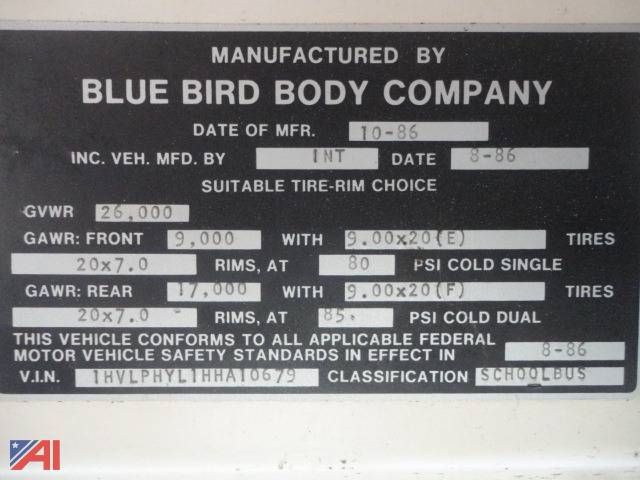 MANUFACTURED BY
BLUE BIRD BODY COMPANY
DATE OF MFR. 10-86
INC. VEH. MFD. BY INT DATE 8-86
SUITABLE TIRE-RIM CHOICE
GVWR 26,000
GAWR: FRONT 9,000 WITH 9.00x20(E) TIRES
20x7.0 RIMS, AT 80 PSI COLD SINGLE
GAWR: REAR 17,000 WITH 9.00x20(F) TIRES
20x7.0 RIMS, AT 85. PSI COLD DUAL
THIS VEHICLE CONFORMS TO ALL APPLICABLE FEDERAL
MOTOR VEHICLE SAFETY STANDARDS IN EFFECT IN 8-86
V.I.N. 1HVLPHYL1HHA10679 CLASSIFICATION SCHOOLBUS
AI